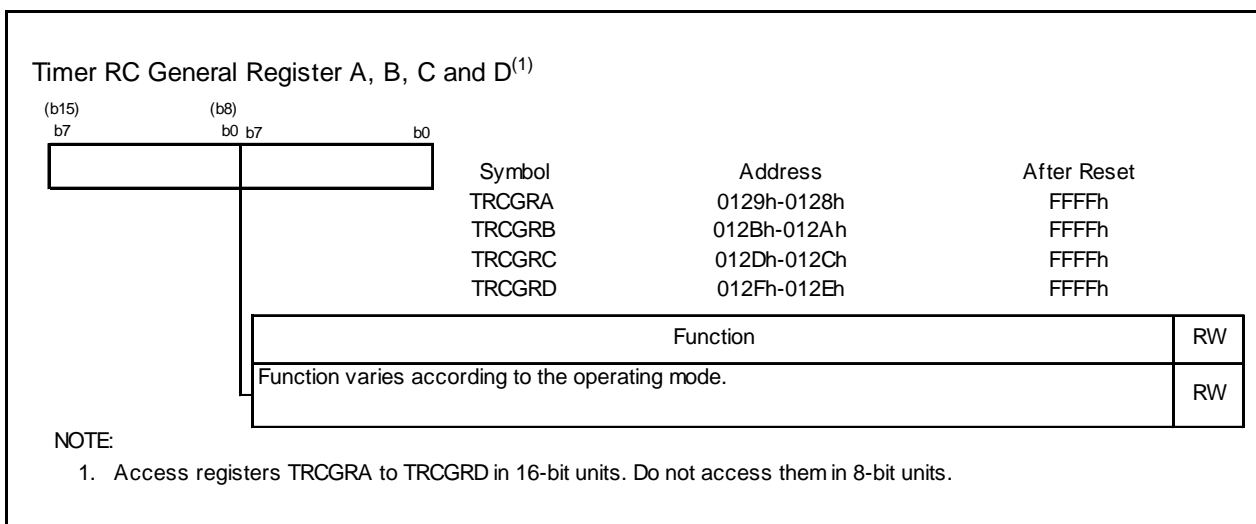 Timer RC General Register A, B, C and D(1)
(b15) (b8)
b7 b0 b7 b0
Symbol Address After Reset
TRCGRA 0129h-0128h FFFFh
TRCGRB 012Bh-012Ah FFFFh
TRCGRC 012Dh-012Ch FFFFh
TRCGRD 012Fh-012Eh FFFFh
Function RW
Function varies according to the operating mode. RW
NOTE:
1. Access registers TRCGRA to TRCGRD in 16-bit units. Do not access them in 8-bit units.